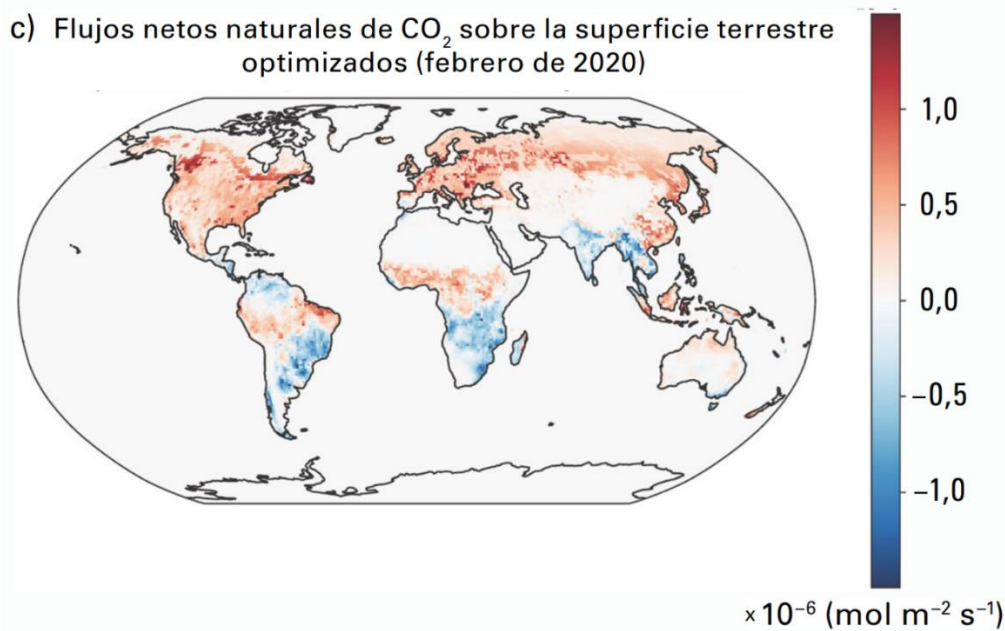 c) Flujos netos naturales de CO₂ sobre la superficie terrestre
optimizados (febrero de 2020)
1,0
0,5
0,0
−0,5
−1,0
× 10⁻⁶ (mol m⁻² s⁻¹)